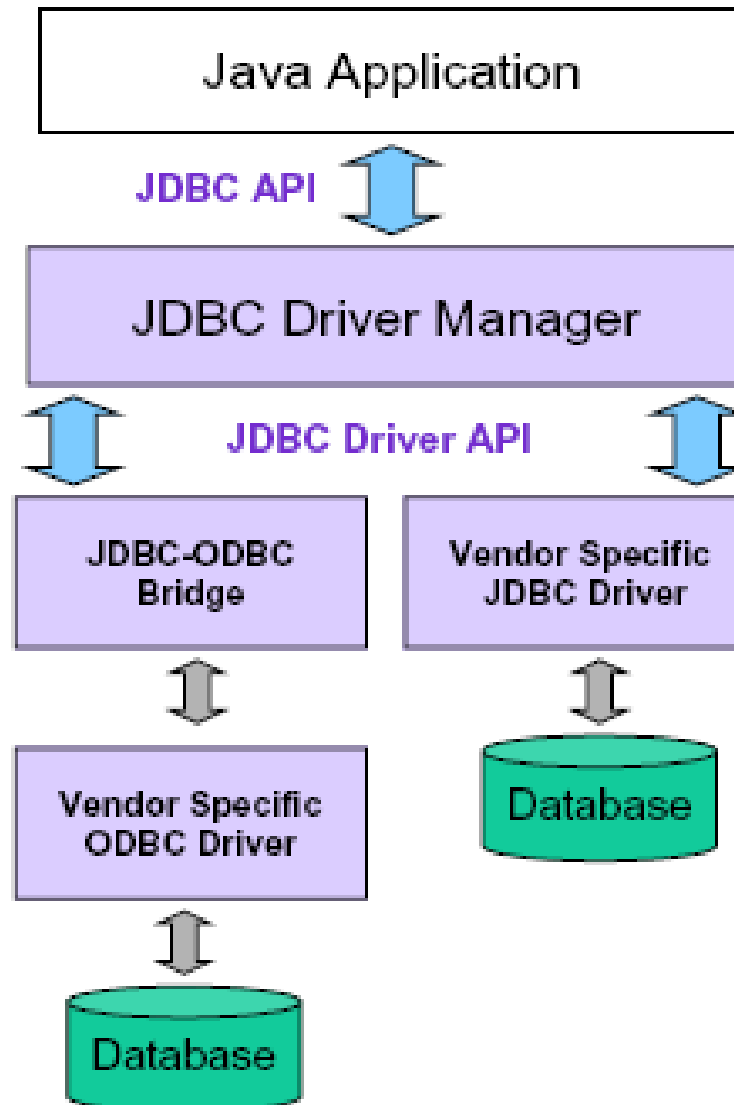 Java Application
JDBC API
JDBC Driver Manager
JDBC Driver API
JDBC-ODBC
Bridge
Vendor Specific
JDBC Driver
Vendor Specific
ODBC Driver
Database
Database